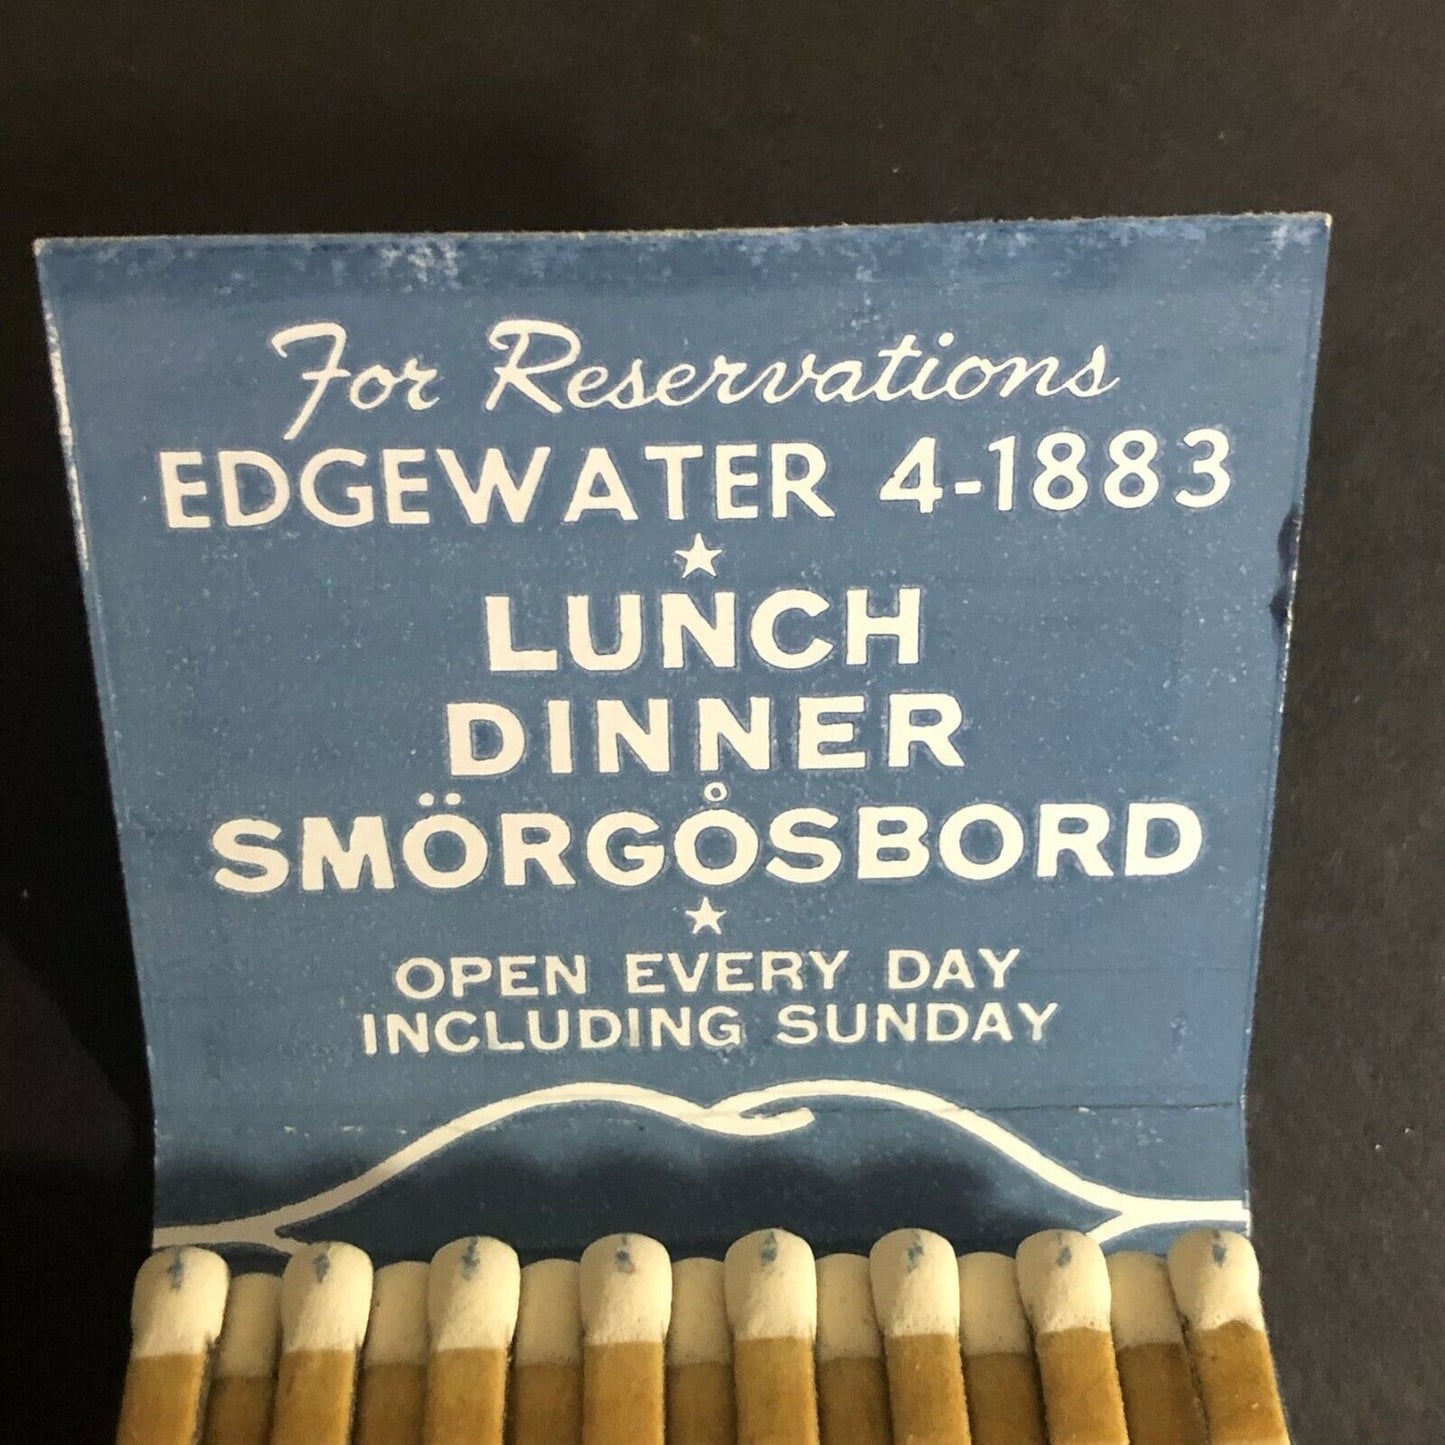 For Reservations
EDGEWATER 4-1883
★
LUNCH
DINNER
SMÖRGÅSBORD
★
OPEN EVERY DAY
INCLUDING SUNDAY